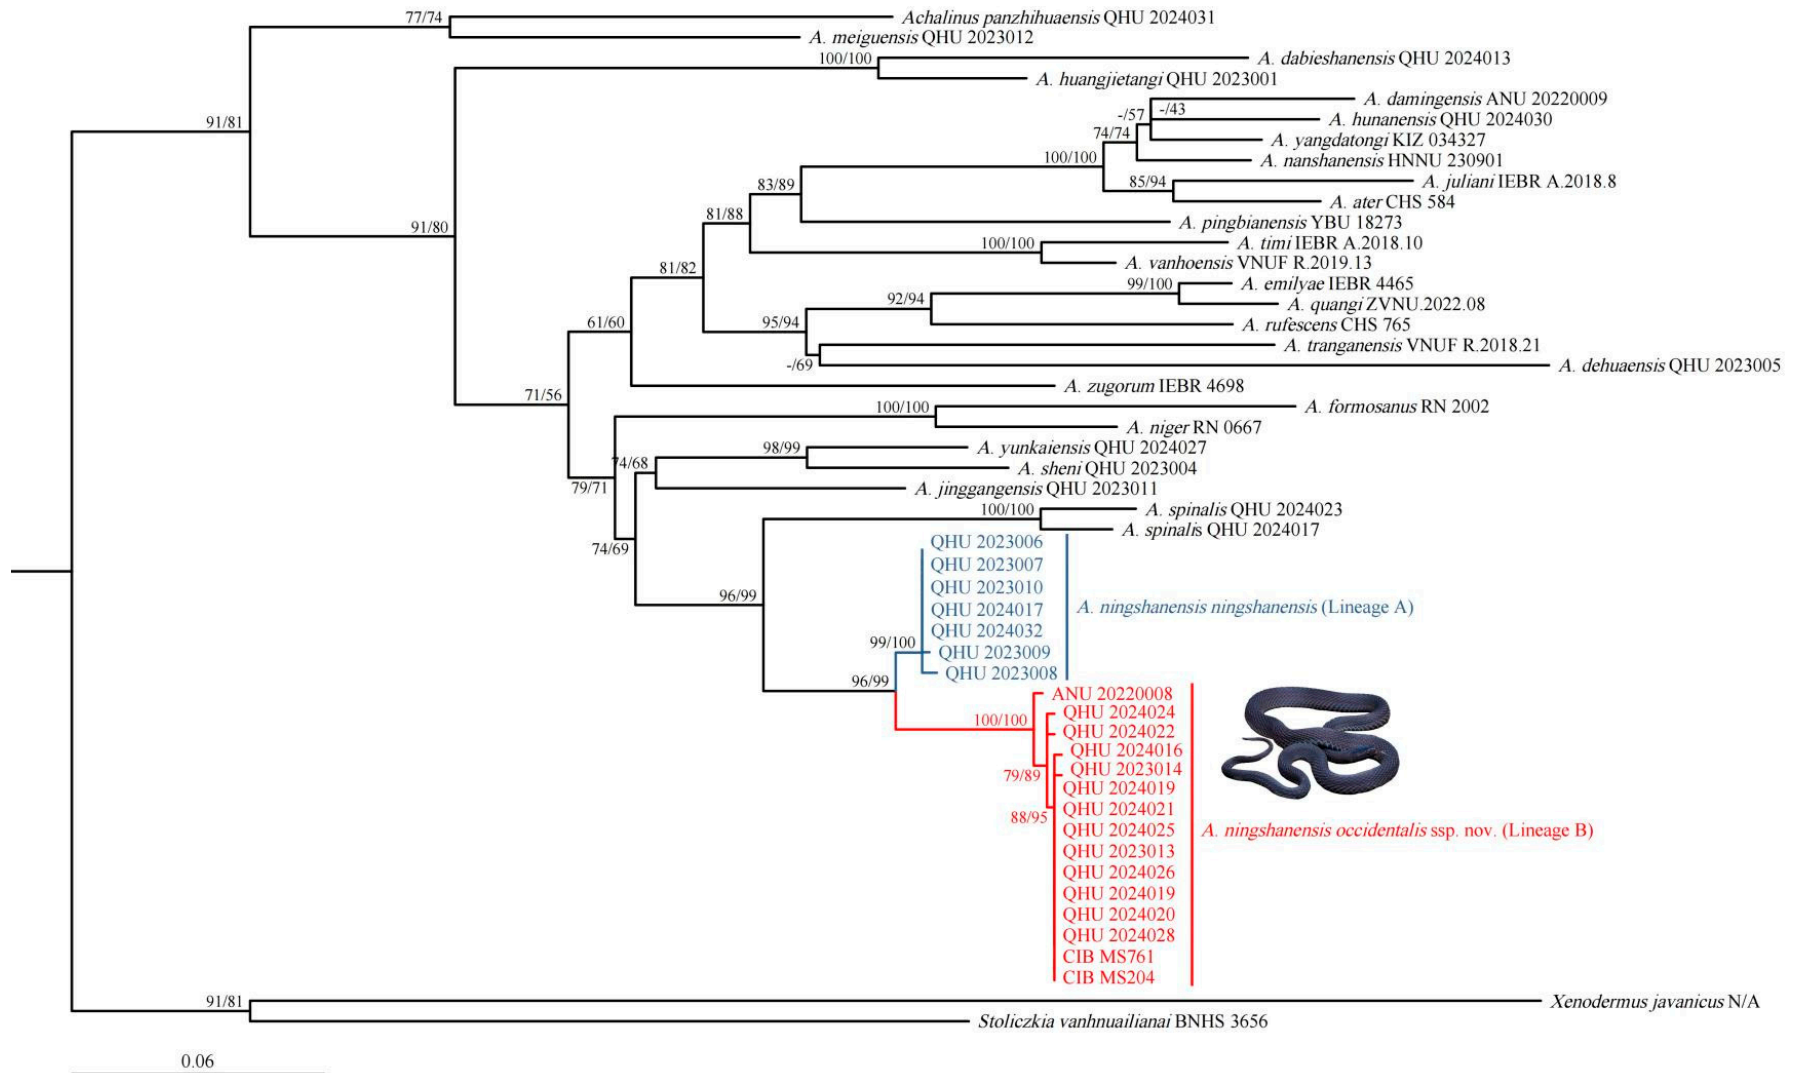 77/74
Achalinus panzhihuaensis QHU 2024031
A. meiguensis QHU 2023012
100/100
A. dabieshanensis QHU 2024013
A. huangjietangi QHU 2023001
91/81
-/57
-/43
A. damingensis ANU 20220009
A. hunanensis QHU 2024030
74/74
A. yangdatongi KIZ 034327
100/100
A. nanshanensis HNNU 230901
83/89
85/94
A. juliani IEBR A.2018.8
A. ater CHS 584
81/88
A. pingbianensis YBU 18273
91/80
100/100
A. timi IEBR A.2018.10
A. vanhoensis VNUF R.2019.13
81/82
99/100
A. emilyae IEBR 4465
92/94
A. quangi ZVNU.2022.08
61/60
95/94
A. rufescens CHS 765
A. tranganensis VNUF R.2018.21
-/69
A. dehuaensis QHU 2023005
A. zugorum IEBR 4698
71/56
100/100
A. formosanus RN 2002
A. niger RN 0667
98/99
A. yunkaiensis QHU 2024027
74/68
A. sheni QHU 2023004
79/71
A. jinggangensis QHU 2023011
100/100
A. spinalis QHU 2024023
A. spinalis QHU 2024017
74/69
QHU 2023006
QHU 2023007
QHU 2023010
96/99
QHU 2024017
A. ningshanensis ningshanensis (Lineage A)
QHU 2024032
99/100
QHU 2023009
QHU 2023008
96/99
ANU 20220008
QHU 2024024
100/100
QHU 2024022
QHU 2024016
79/89
QHU 2023014
QHU 2024019
QHU 2024021
88/95
QHU 2024025
A. ningshanensis occidentalis ssp. nov. (Lineage B)
QHU 2023013
QHU 2024026
QHU 2024019
QHU 2024020
QHU 2024028
CIB MS761
CIB MS204
91/81
Xenodermus javanicus N/A
Stoliczkia vanhnuailianai BNHS 3656
0.06